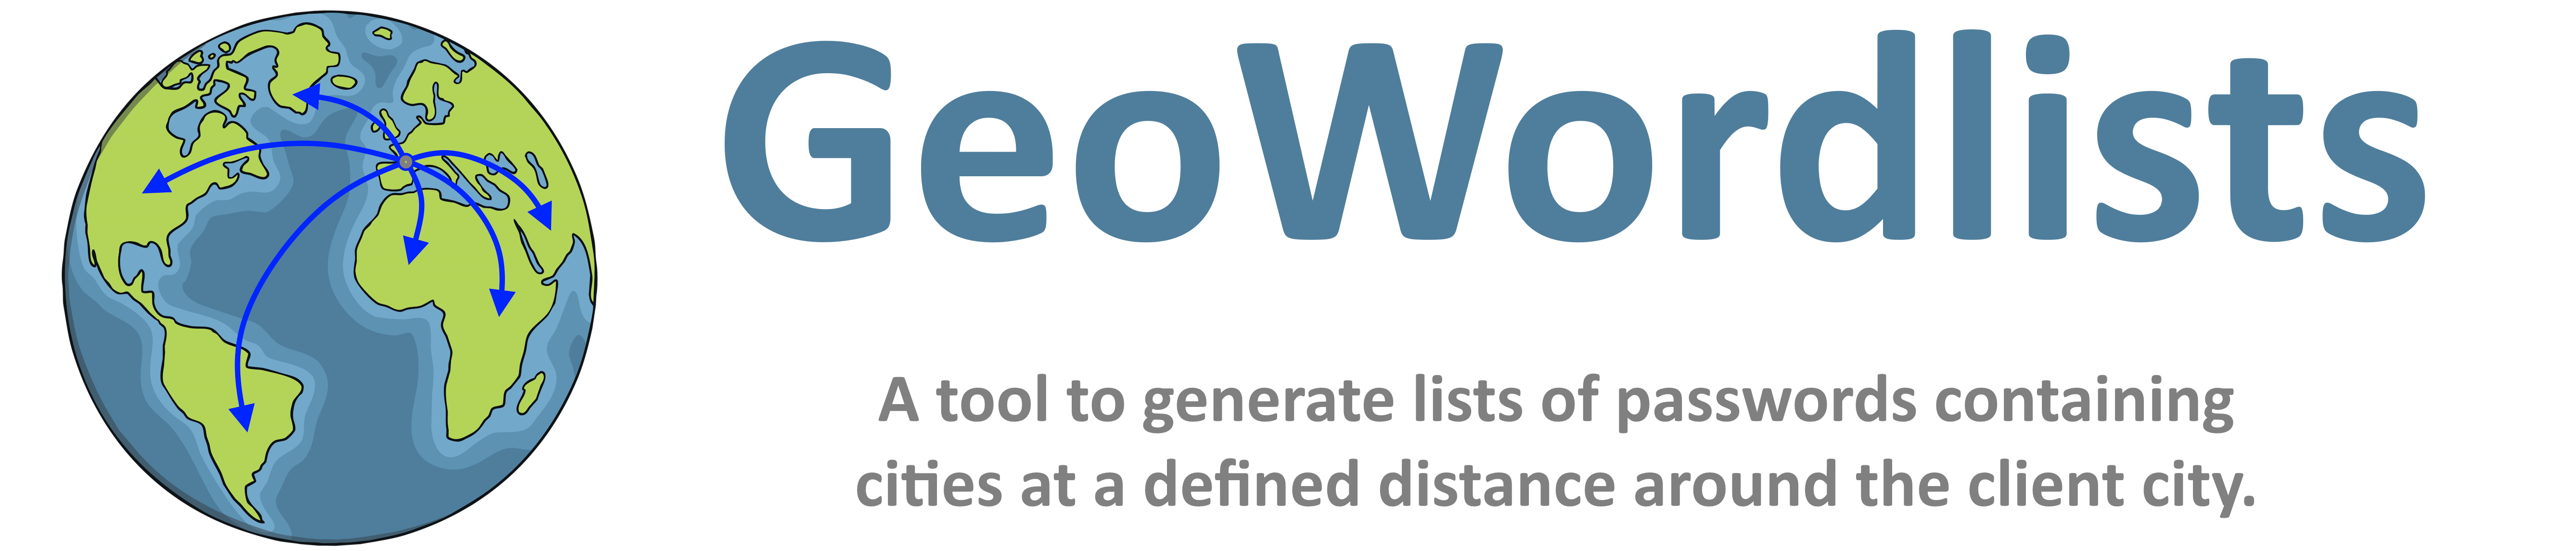 GeoWordlists
A tool to generate lists of passwords containing
cities at a defined distance around the client city.